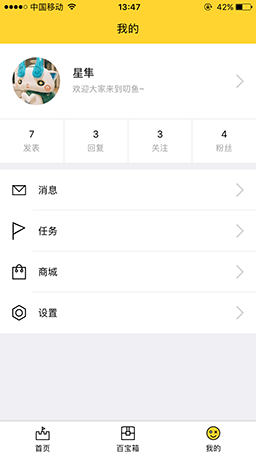 中国移动 13:47 42%
我的
星隼
欢迎大家来到叨鱼~
7 3 3 4
发表 回复 关注 粉丝
消息
任务
商城
设置
首页 百宝箱 我的